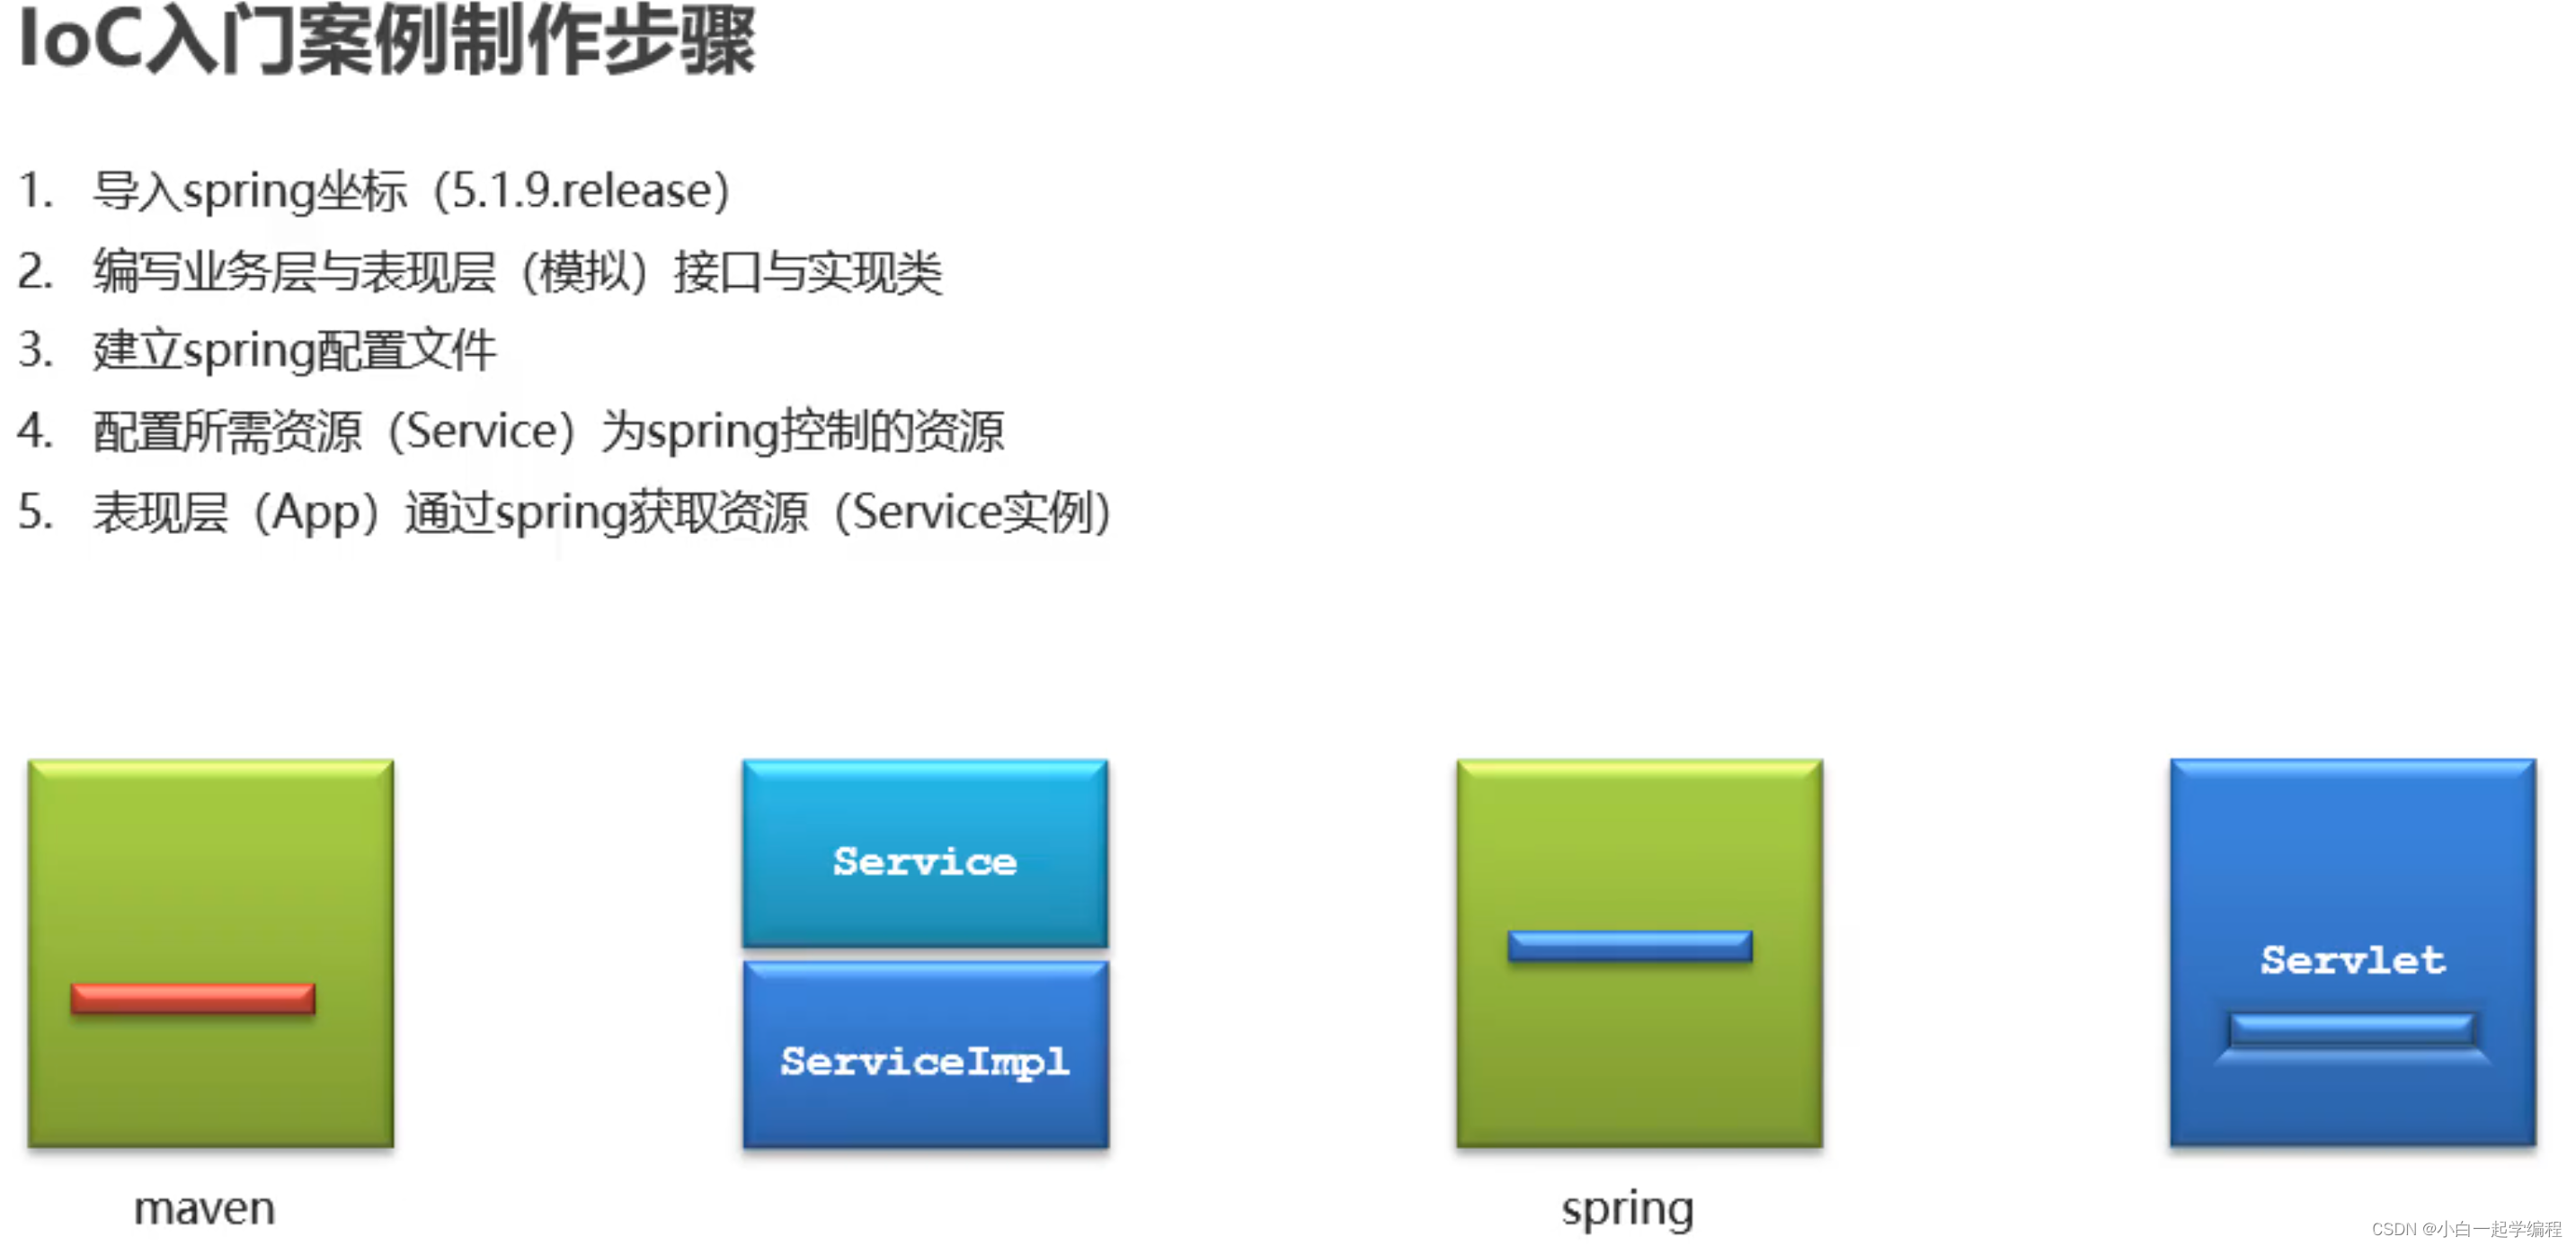 IoC入门案例制作步骤
1. 导入spring坐标（5.1.9.release）
2. 编写业务层与表现层（模拟）接口与实现类
3. 建立spring配置文件
4. 配置所需资源（Service）为spring控制的资源
5. 表现层（App）通过spring获取资源（Service实例）
Service
ServiceImpl
Servlet
maven
spring
CSDN @小白一起学编程